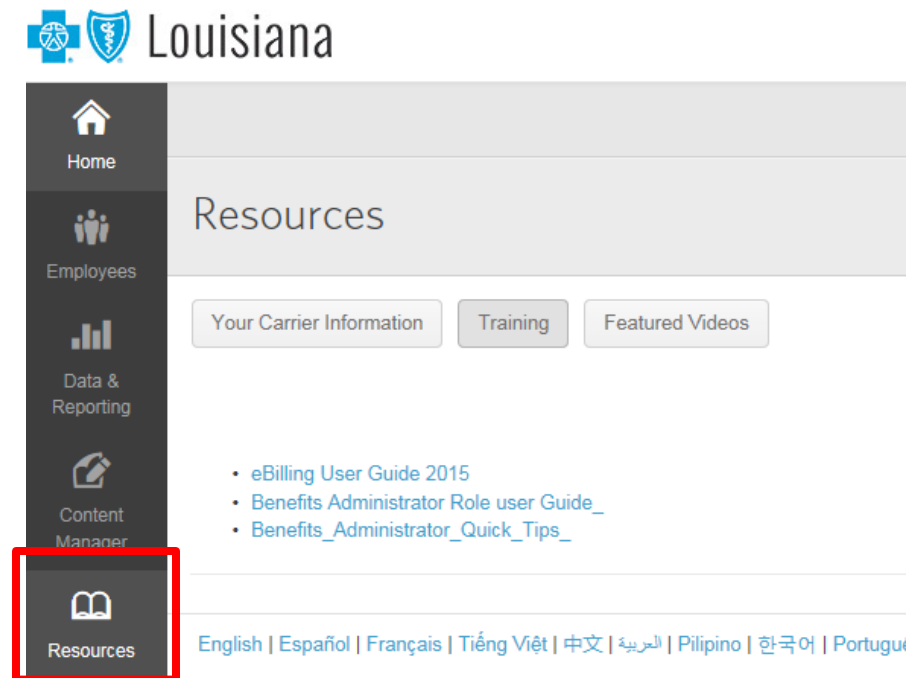 Louisiana
Home
Employees
Data &
Reporting
Content
Manager
Resources
Resources
Your Carrier Information
Training
Featured Videos
• eBilling User Guide 2015
• Benefits Administrator Role user Guide_
• Benefits_Administrator_Quick_Tips_
English | Español | Français | Tiếng Việt | 中文 | العربية | Pilipino | 한국어 |